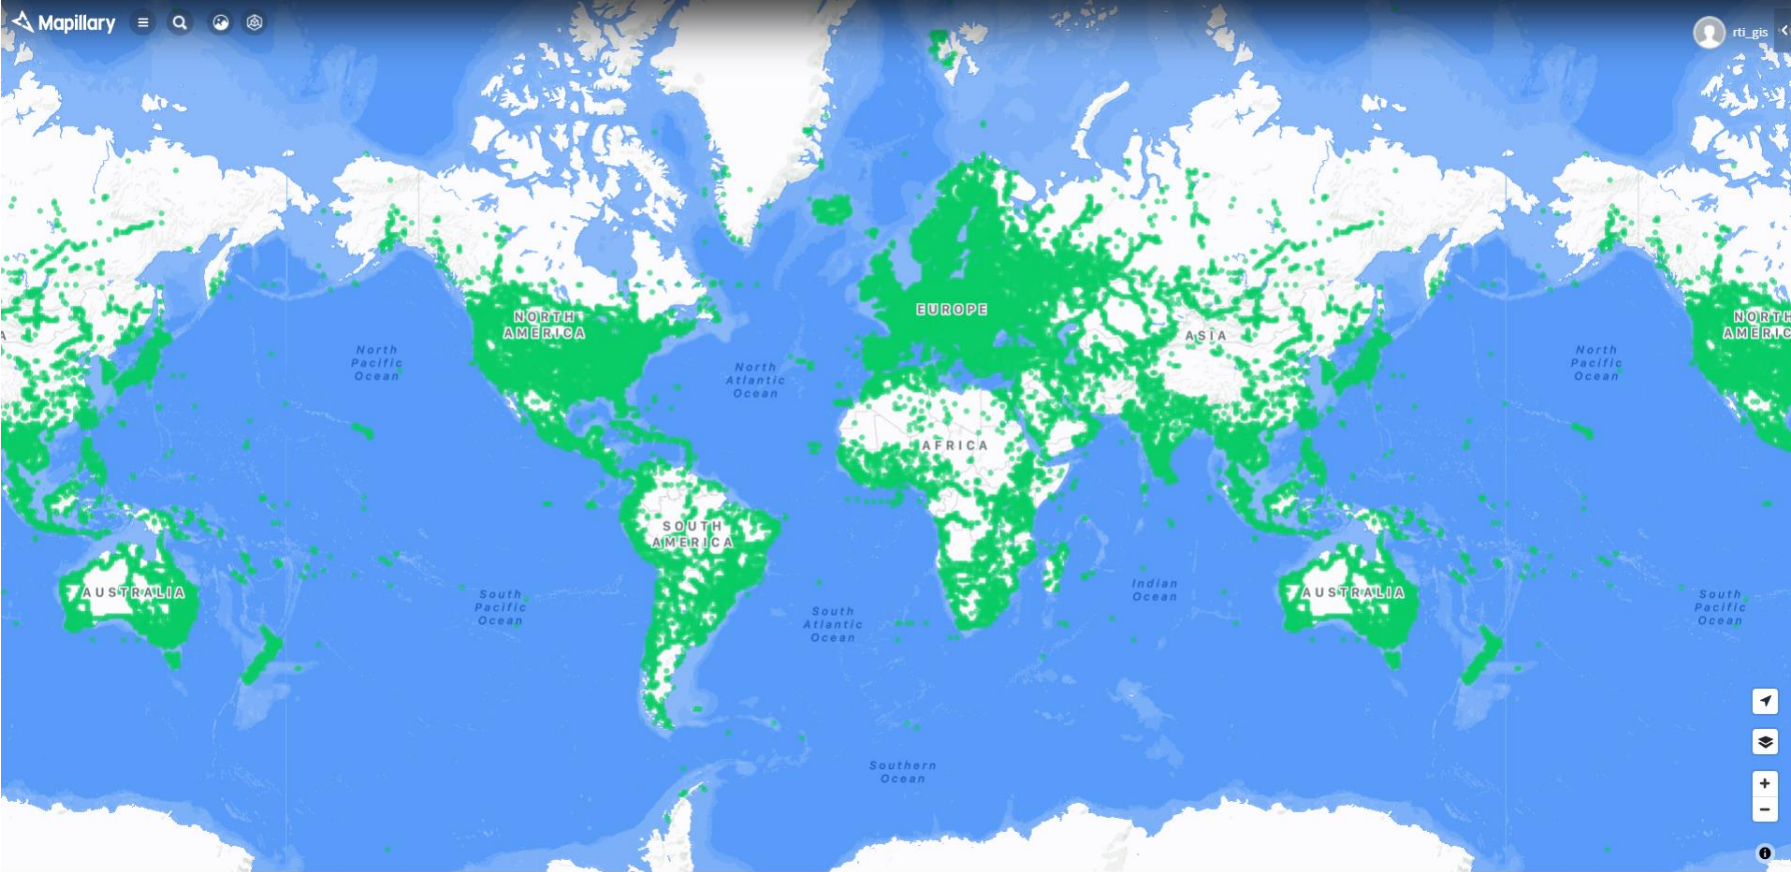 Mapillary
rti_gis
NORTH
AMERICA
EUROPE
ASIA
A
NORTH
AMERIC
North
Pacific
Ocean
North
Atlantic
Ocean
North
Pacific
Ocean
AFRICA
SOUTH
AMERICA
AUSTRALIA
South
Pacific
Ocean
South
Atlantic
Ocean
Indian
Ocean
AUSTRALIA
South
Pacific
Ocean
Southern
Ocean